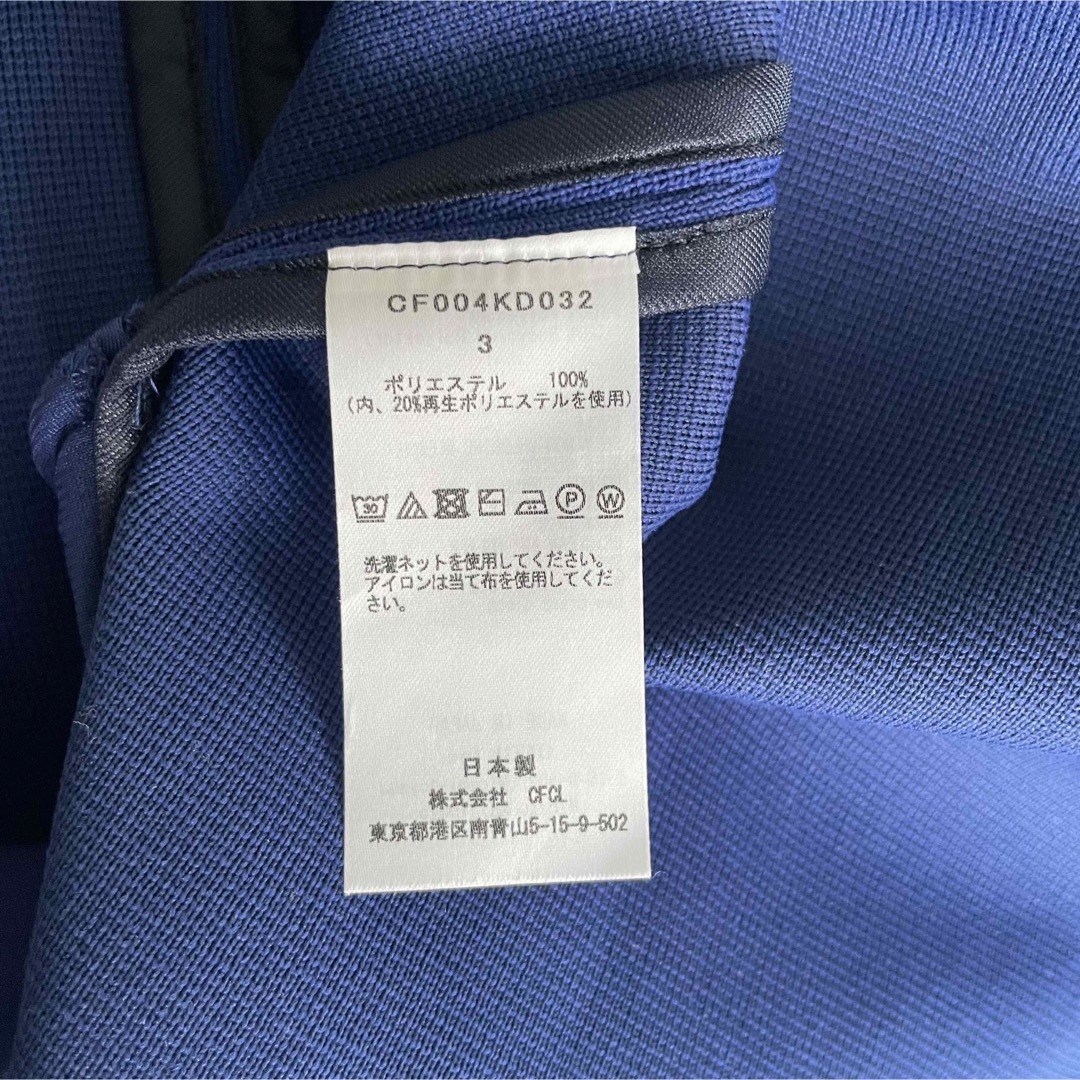 CF004KD032
3
ポリエステル 100%
(内、20%再生ポリエステルを使用)
30 P W
洗濯ネットを使用してください。
アイロンは当て布を使用してくだ
さい。
日本製
株式会社 CFCL
東京都港区南青山5-15-9-502